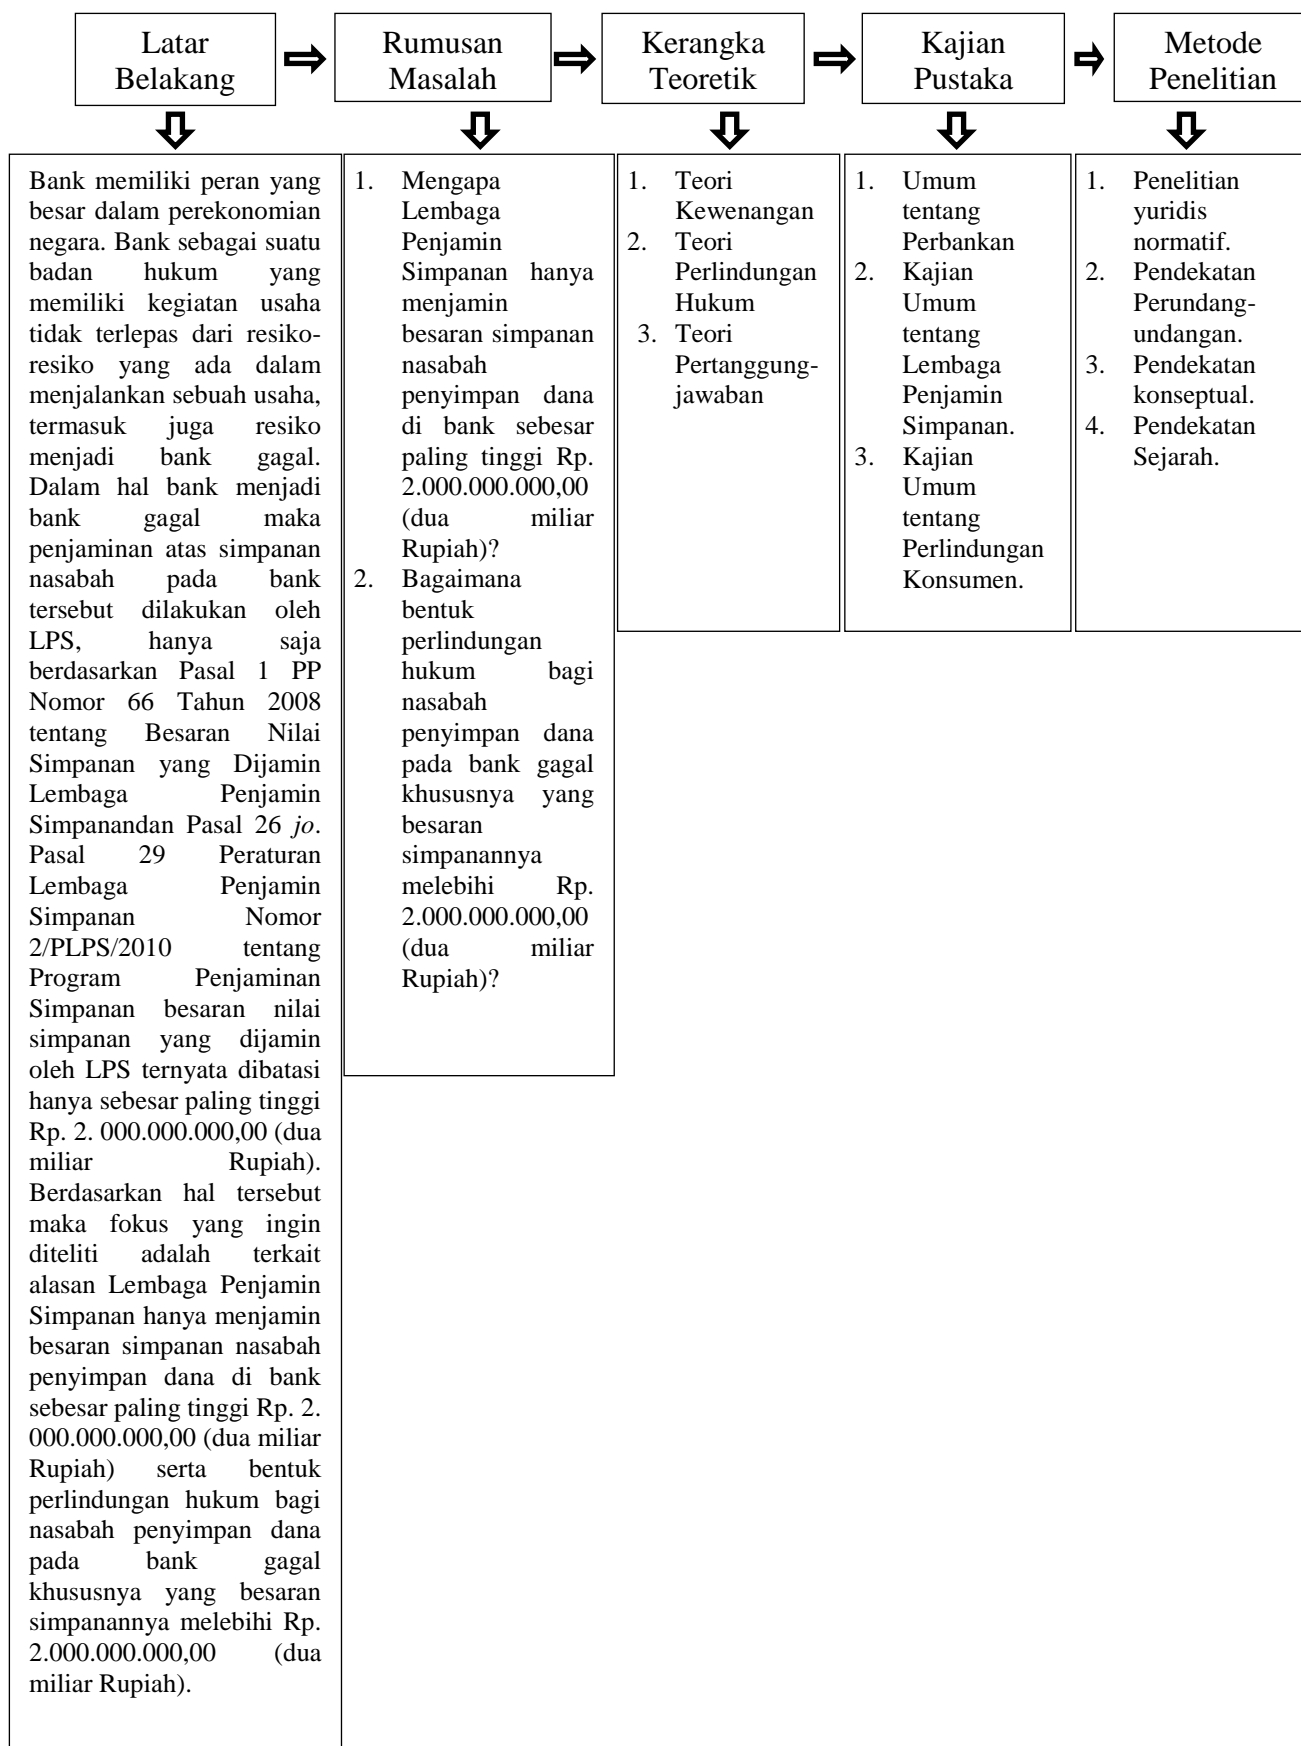 Latar
Belakang
Rumusan
Masalah
Kerangka
Teoretik
Kajian
Pustaka
Metode
Penelitian
Bank memiliki peran yang
besar dalam perekonomian
negara. Bank sebagai suatu
badan hukum yang
memiliki kegiatan usaha
tidak terlepas dari resiko-
resiko yang ada dalam
menjalankan sebuah usaha,
termasuk juga resiko
menjadi bank gagal.
Dalam hal bank menjadi
bank gagal maka
penjaminan atas simpanan
nasabah pada bank
tersebut dilakukan oleh
LPS, hanya saja
berdasarkan Pasal 1 PP
Nomor 66 Tahun 2008
tentang Besaran Nilai
Simpanan yang Dijamin
Lembaga Penjamin
Simpanandan Pasal 26 jo.
Pasal 29 Peraturan
Lembaga Penjamin
Simpanan Nomor
2/PLPS/2010 tentang
Program Penjaminan
Simpanan besaran nilai
simpanan yang dijamin
oleh LPS ternyata dibatasi
hanya sebesar paling tinggi
Rp. 2. 000.000.000,00 (dua
miliar Rupiah).
Berdasarkan hal tersebut
maka fokus yang ingin
diteliti adalah terkait
alasan Lembaga Penjamin
Simpanan hanya menjamin
besaran simpanan nasabah
penyimpan dana di bank
sebesar paling tinggi Rp. 2.
000.000.000,00 (dua miliar
Rupiah) serta bentuk
perlindungan hukum bagi
nasabah penyimpan dana
pada bank gagal
khususnya yang besaran
simpanannya melebihi Rp.
2.000.000.000,00 (dua
miliar Rupiah).
1. Mengapa
Lembaga
Penjamin
Simpanan hanya
menjamin
besaran simpanan
nasabah
penyimpan dana
di bank sebesar
paling tinggi Rp.
2.000.000.000,00
(dua miliar
Rupiah)?
2. Bagaimana
bentuk
perlindungan
hukum bagi
nasabah
penyimpan dana
pada bank gagal
khususnya yang
besaran
simpanannya
melebihi Rp.
2.000.000.000,00
(dua miliar
Rupiah)?
1. Teori
Kewenangan
2. Teori
Perlindungan
Hukum
3. Teori
Pertanggung-
jawaban
1. Umum
tentang
Perbankan
2. Kajian
Umum
tentang
Lembaga
Penjamin
Simpanan.
3. Kajian
Umum
tentang
Perlindungan
Konsumen.
1. Penelitian
yuridis
normatif.
2. Pendekatan
Perundang-
undangan.
3. Pendekatan
konseptual.
4. Pendekatan
Sejarah.